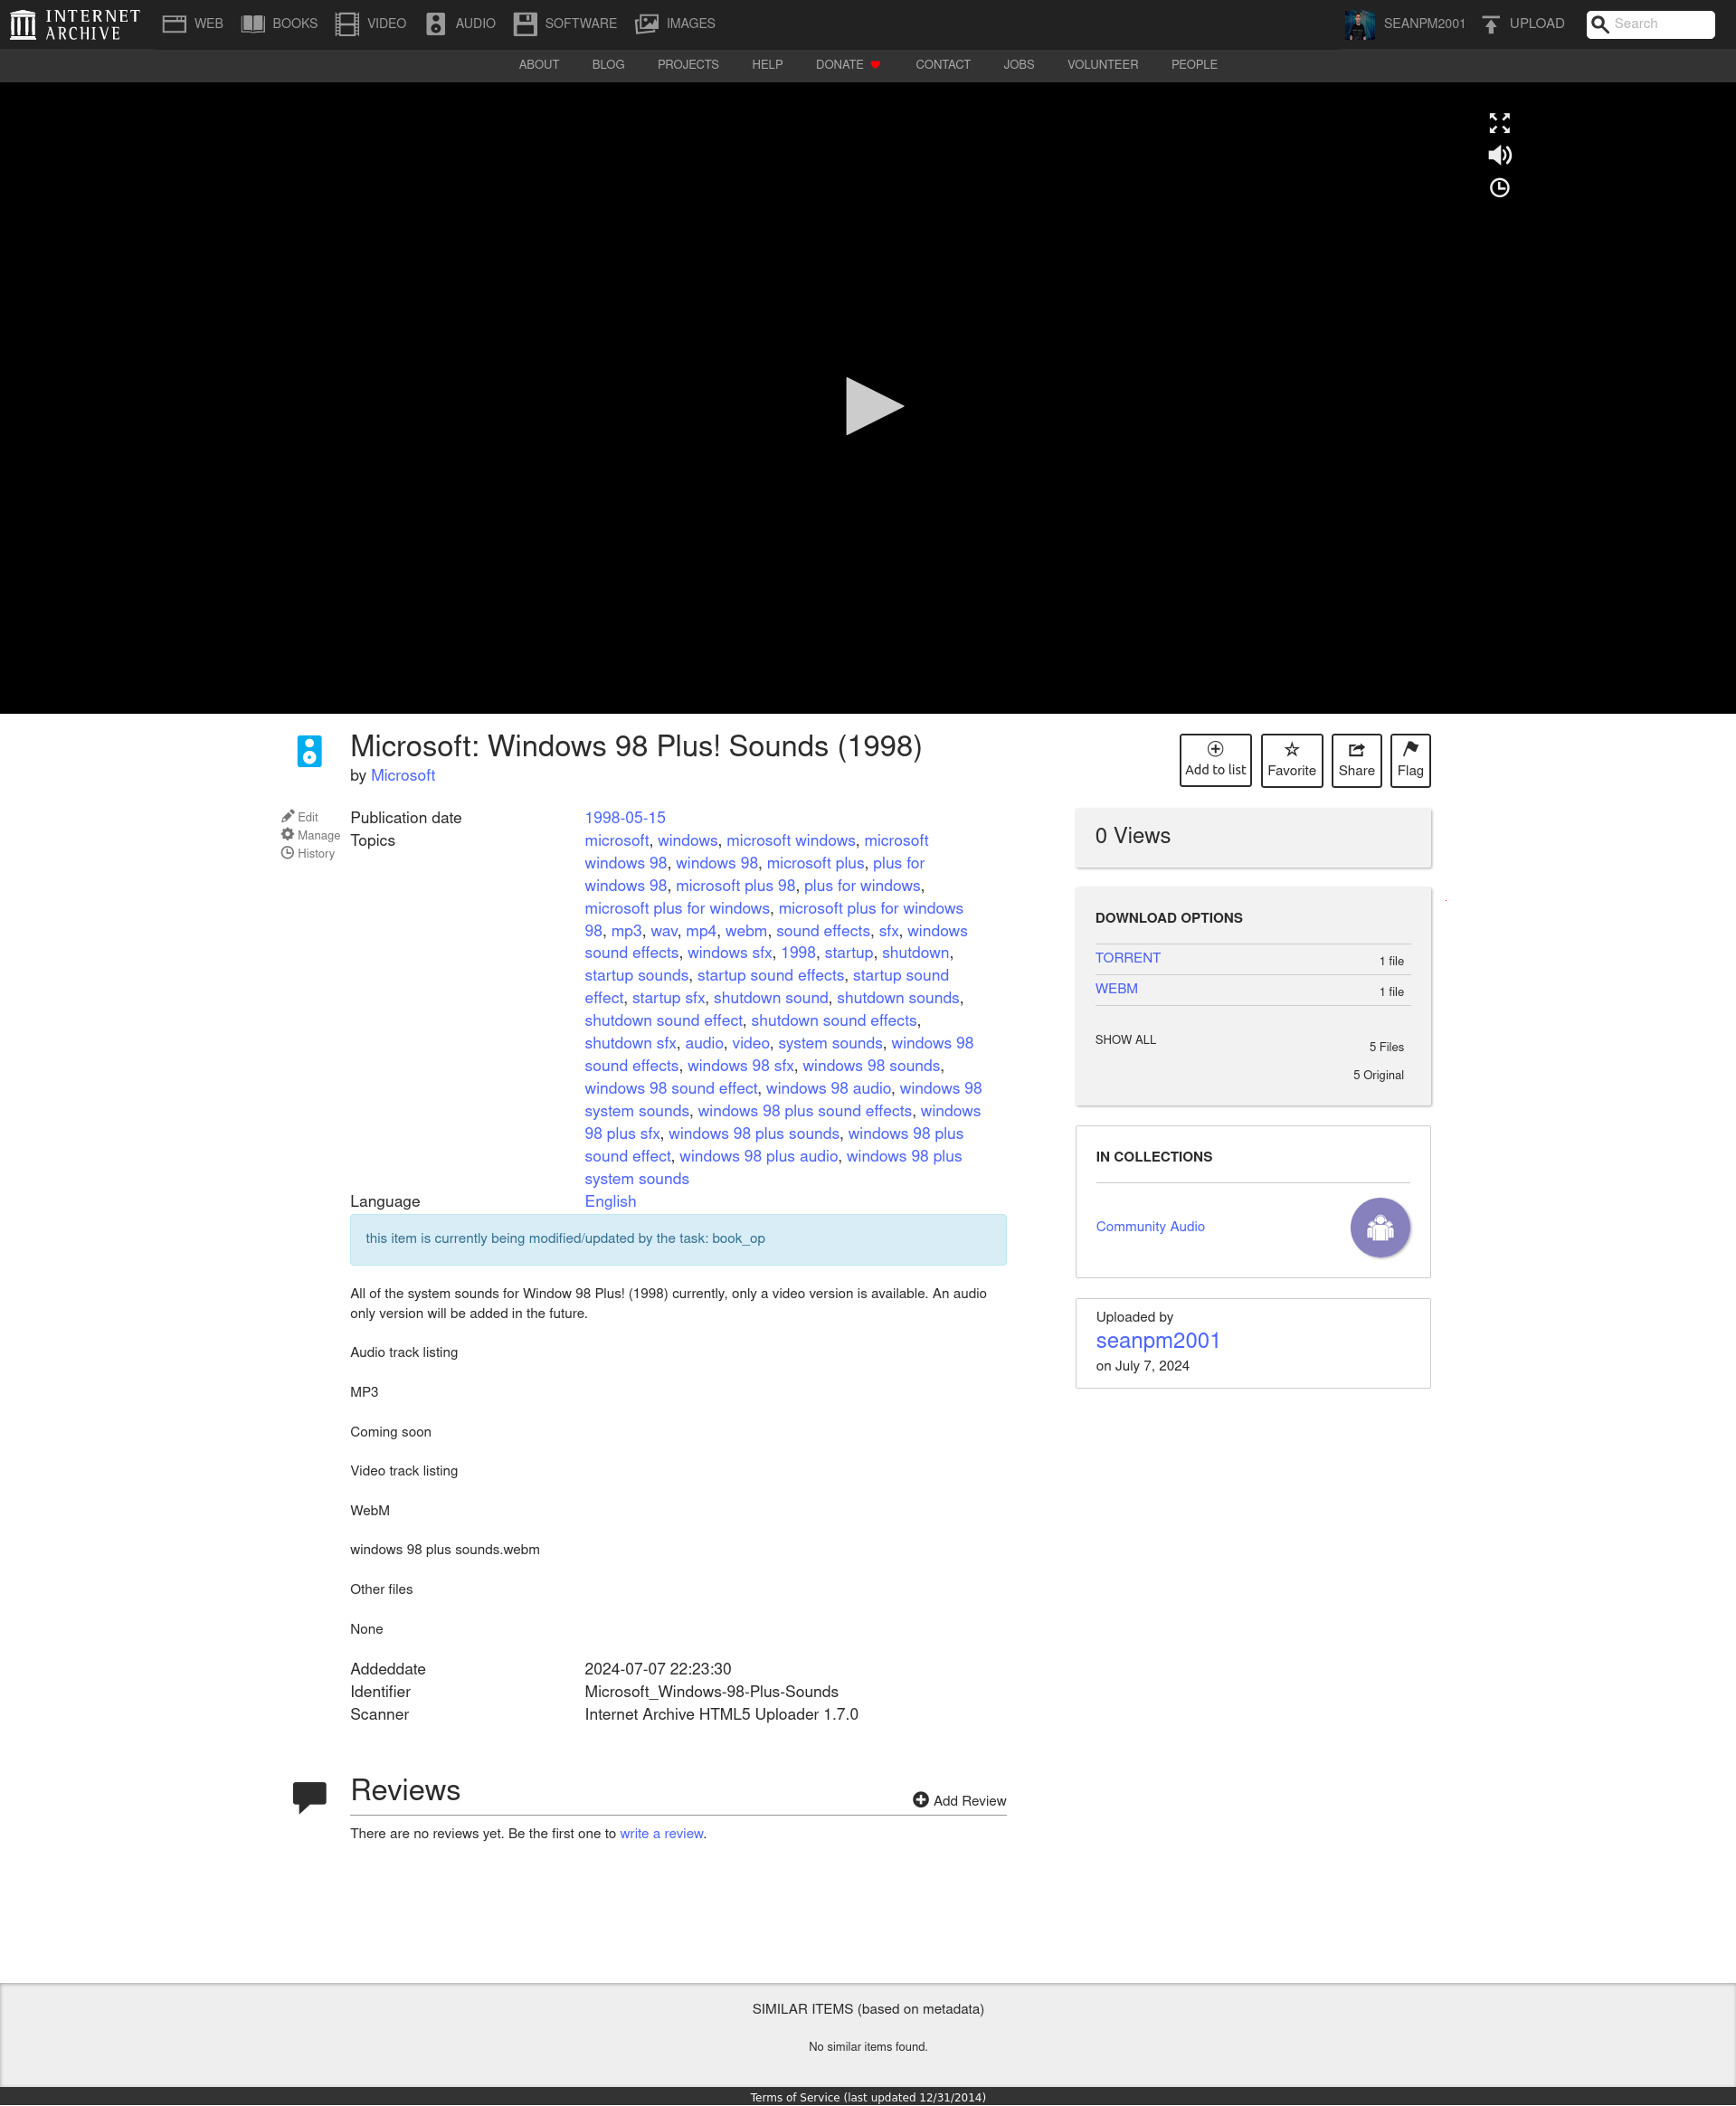 INTERNET ARCHIVE WEB BOOKS VIDEO AUDIO SOFTWARE IMAGES SEANPM2001 UPLOAD Search
ABOUT BLOG PROJECTS HELP DONATE CONTACT JOBS VOLUNTEER PEOPLE
Microsoft: Windows 98 Plus! Sounds (1998)
by Microsoft
Add to list Favorite Share Flag
Edit
Manage
History
Publication date 1998-05-15
Topics microsoft, windows, microsoft windows, microsoft
windows 98, windows 98, microsoft plus, plus for
windows 98, microsoft plus 98, plus for windows,
microsoft plus for windows, microsoft plus for windows
98, mp3, wav, mp4, webm, sound effects, sfx, windows
sound effects, windows sfx, 1998, startup, shutdown,
startup sounds, startup sound effects, startup sound
effect, startup sfx, shutdown sound, shutdown sounds,
shutdown sound effect, shutdown sound effects,
shutdown sfx, audio, video, system sounds, windows 98
sound effects, windows 98 sfx, windows 98 sounds,
windows 98 sound effect, windows 98 audio, windows 98
system sounds, windows 98 plus sound effects, windows
98 plus sfx, windows 98 plus sounds, windows 98 plus
sound effect, windows 98 plus audio, windows 98 plus
system sounds
Language English
this item is currently being modified/updated by the task: book_op
All of the system sounds for Window 98 Plus! (1998) currently, only a video version is available. An audio
only version will be added in the future.
Audio track listing
MP3
Coming soon
Video track listing
WebM
windows 98 plus sounds.webm
Other files
None
Addeddate 2024-07-07 22:23:30
Identifier Microsoft_Windows-98-Plus-Sounds
Scanner Internet Archive HTML5 Uploader 1.7.0
0 Views
DOWNLOAD OPTIONS
TORRENT 1 file
WEBM 1 file
SHOW ALL 5 Files
5 Original
IN COLLECTIONS
Community Audio
Uploaded by
seanpm2001
on July 7, 2024
Reviews Add Review
There are no reviews yet. Be the first one to write a review.
SIMILAR ITEMS (based on metadata)
No similar items found.
Terms of Service (last updated 12/31/2014)